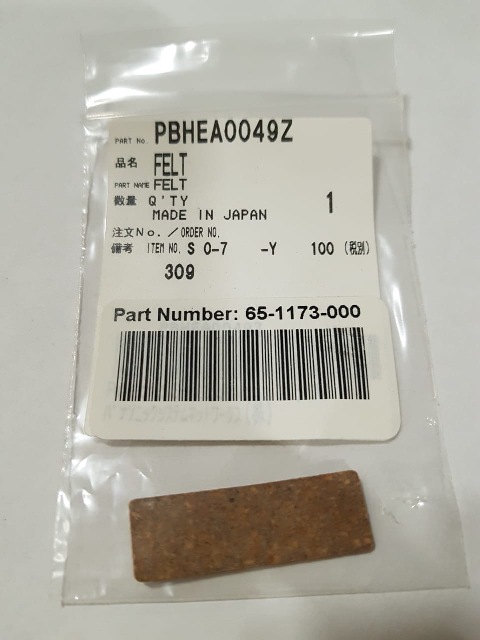 PART No. PBHEA0049Z
品名 FELT
PART NAME FELT
数量 Q'TY 1
MADE IN JAPAN
注文No. ／ORDER NO.
備考 ITEM NO. S 0-7 -Y 100 (税別)
309
Part Number: 65-1173-000